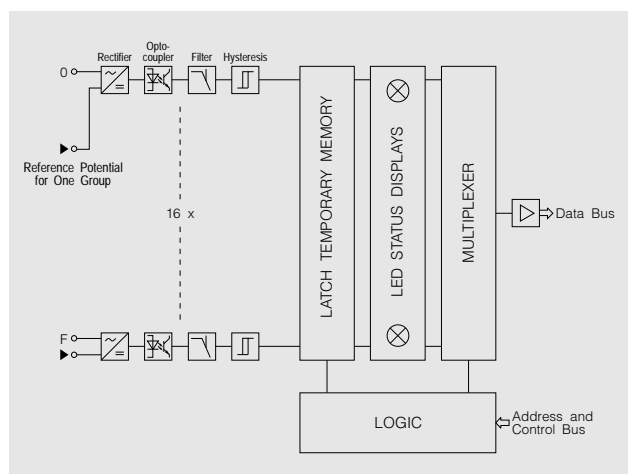 Rectifier
Opto-
coupler
Filter
Hysteresis
0
Reference Potential
for One Group
16 x
F
LATCH TEMPORARY MEMORY
LED STATUS DISPLAYS
MULTIPLEXER
Data Bus
LOGIC
Address and
Control Bus